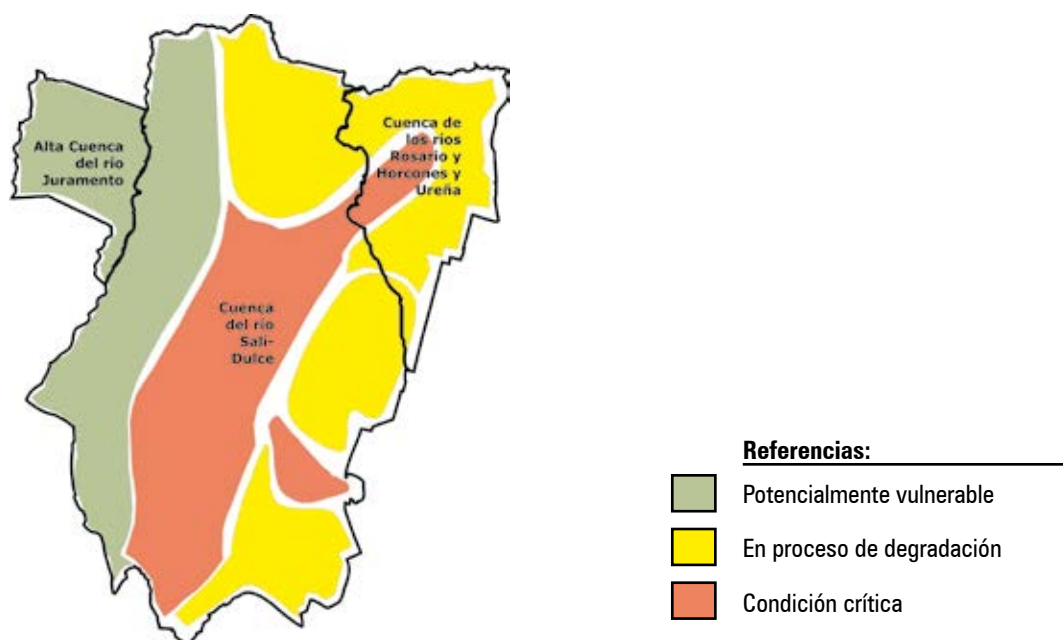 Alta Cuenca
del río
Juramento
Cuenca de
los ríos
Rosario y
Horcones y
Ureña
Cuenca
del río
Salí-
Dulce
Referencias:
Potencialmente vulnerable
En proceso de degradación
Condición crítica